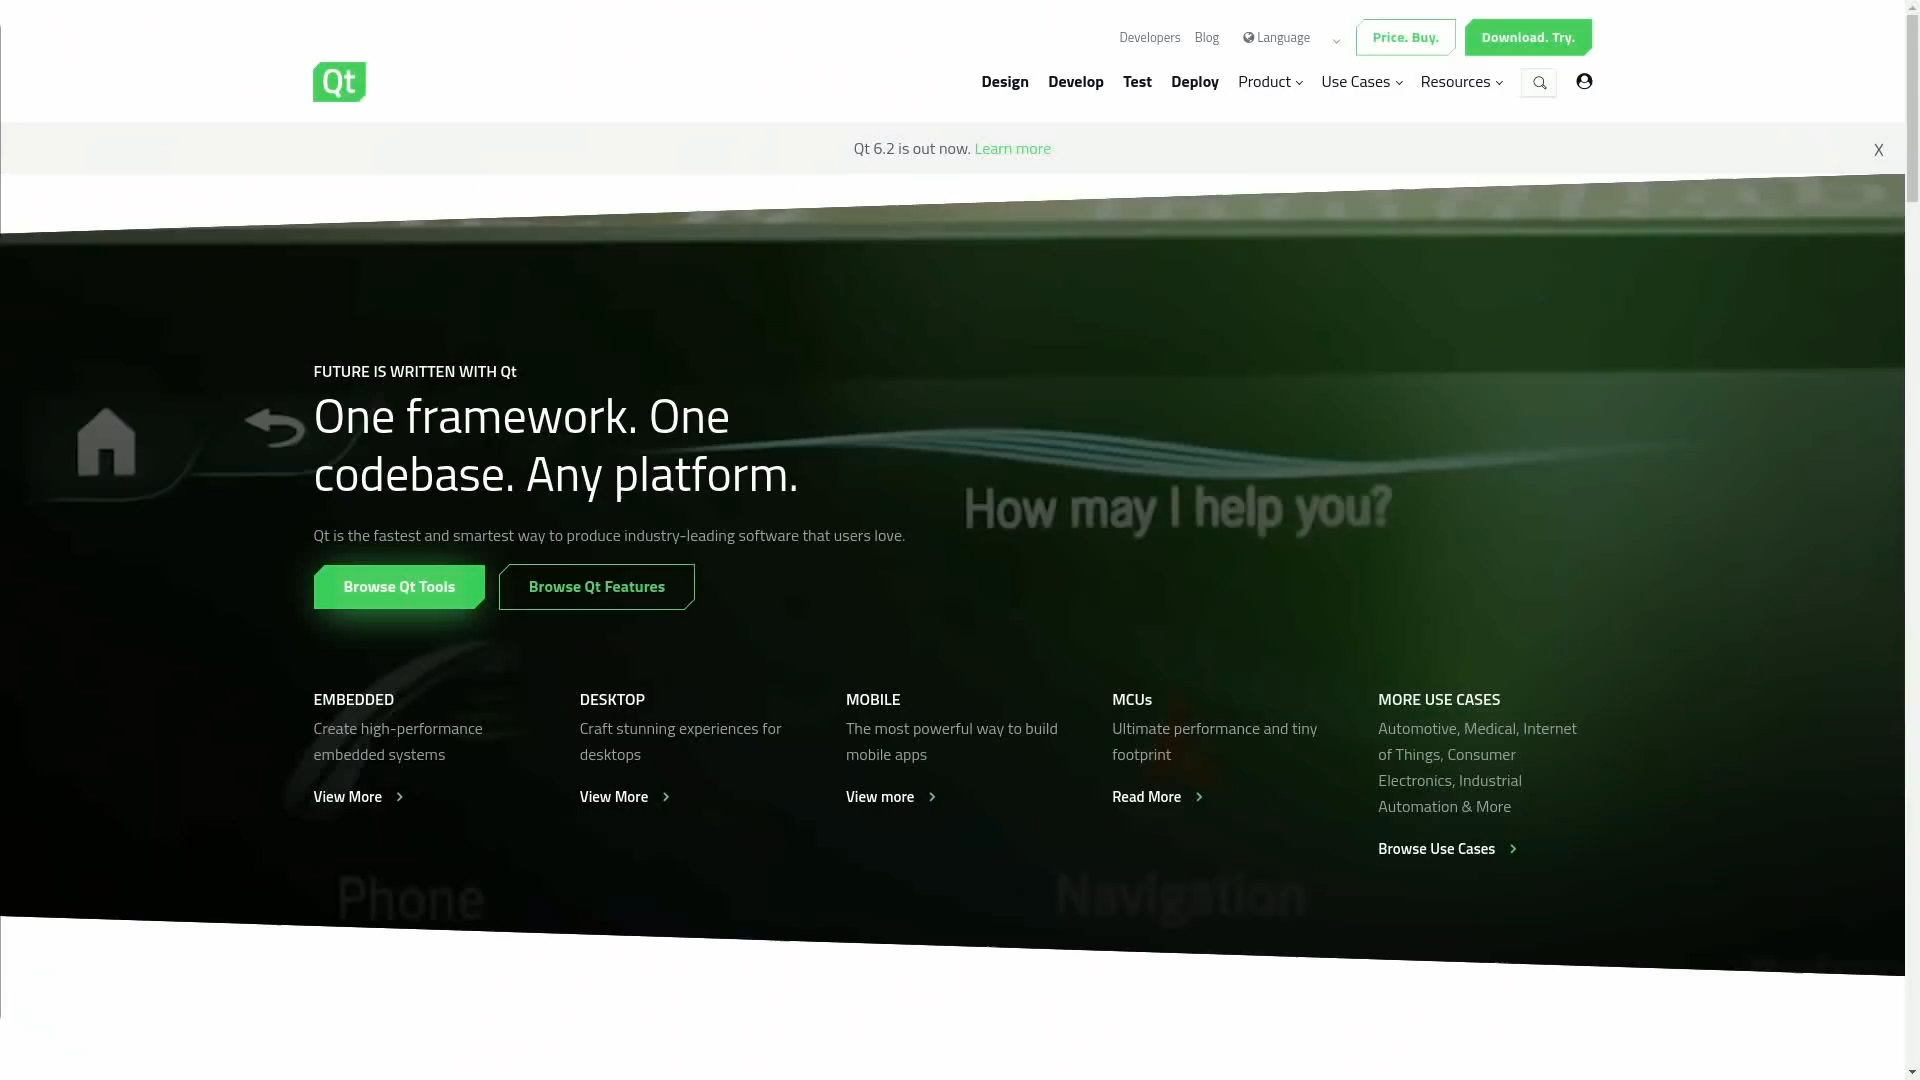 Developers Blog Language Price. Buy. Download. Try.
Qt
Design Develop Test Deploy Product Use Cases Resources
Qt 6.2 is out now. Learn more X
FUTURE IS WRITTEN WITH Qt
One framework. One
codebase. Any platform.
How may I help you?
Qt is the fastest and smartest way to produce industry-leading software that users love.
Browse Qt Tools Browse Qt Features
EMBEDDED
Create high-performance
embedded systems
View More
DESKTOP
Craft stunning experiences for
desktops
View More
MOBILE
The most powerful way to build
mobile apps
View more
MCUs
Ultimate performance and tiny
footprint
Read More
MORE USE CASES
Automotive, Medical, Internet
of Things, Consumer
Electronics, Industrial
Automation & More
Browse Use Cases
Phone Navigation